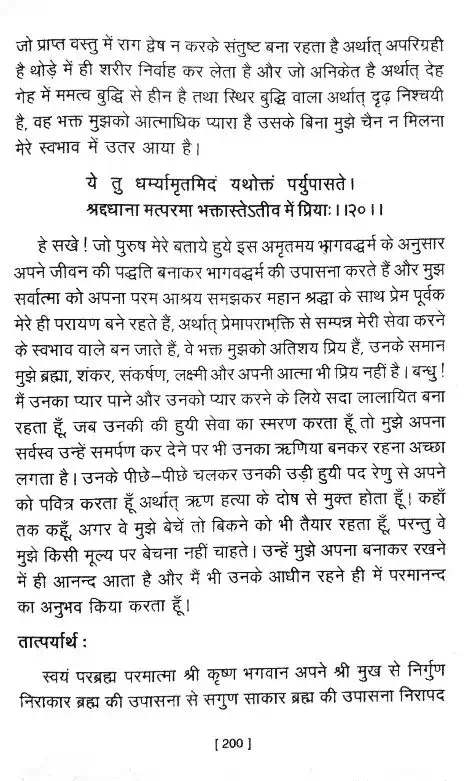 जो प्राप्त वस्तु में राग द्वेष न करके संतुष्ट बना रहता है अर्थात् अपरिग्रही
है थोड़े में ही शरीर निर्वाह कर लेता है और जो अनिकेत है अर्थात् देह
गेह में ममत्व बुद्धि से हीन है तथा स्थिर बुद्धि वाला अर्थात् दृढ़ निश्चयी
है, वह भक्त मुझको आत्माधिक प्यारा है उसके बिना मुझे चैन न मिलना
मेरे स्वभाव में उतर आया है।
ये तु धर्म्यामृतमिदं यथोक्तं पर्युपासते।
श्रद्दधाना मत्परमा भक्तास्तेऽतीव में प्रियाः।।२०।।
हे सखे ! जो पुरुष मेरे बताये हुये इस अमृतमय भागवद्धर्म के अनुसार
अपने जीवन की पद्धति बनाकर भागवद्धर्म की उपासना करते हैं और मुझ
सर्वात्मा को अपना परम आश्रय समझकर महान श्रद्धा के साथ प्रेम पूर्वक
मेरे ही परायण बने रहते हैं, अर्थात् प्रेमापराभक्ति से सम्पन्न मेरी सेवा करने
के स्वभाव वाले बन जाते हैं, वे भक्त मुझको अतिशय प्रिय हैं, उनके समान
मुझे ब्रह्मा, शंकर, संकर्षण, लक्ष्मी और अपनी आत्मा भी प्रिय नहीं है। बन्धु !
मैं उनका प्यार पाने और उनको प्यार करने के लिये सदा लालायित बना
रहता हूँ, जब उनकी की हुयी सेवा का स्मरण करता हूँ तो मुझे अपना
सर्वस्व उन्हें समर्पण कर देने पर भी उनका ऋणिया बनकर रहना अच्छा
लगता है। उनके पीछे-पीछे चलकर उनकी उड़ी हुयी पद रेणु से अपने
को पवित्र करता हूँ अर्थात् ऋण हत्या के दोष से मुक्त होता हूँ। कहाँ
तक कहूँ, अगर वे मुझे बेचें तो बिकने को भी तैयार रहता हूँ, परन्तु वे
मुझे किसी मूल्य पर बेचना नहीं चाहते। उन्हें मुझे अपना बनाकर रखने
में ही आनन्द आता है और मैं भी उनके आधीन रहने ही में परमानन्द
का अनुभव किया करता हूँ।
तात्पर्यार्थ :
स्वयं परब्रह्म परमात्मा श्री कृष्ण भगवान अपने श्री मुख से निर्गुण
निराकार ब्रह्म की उपासना से सगुण साकार ब्रह्म की उपासना निरापद
[ 200 ]